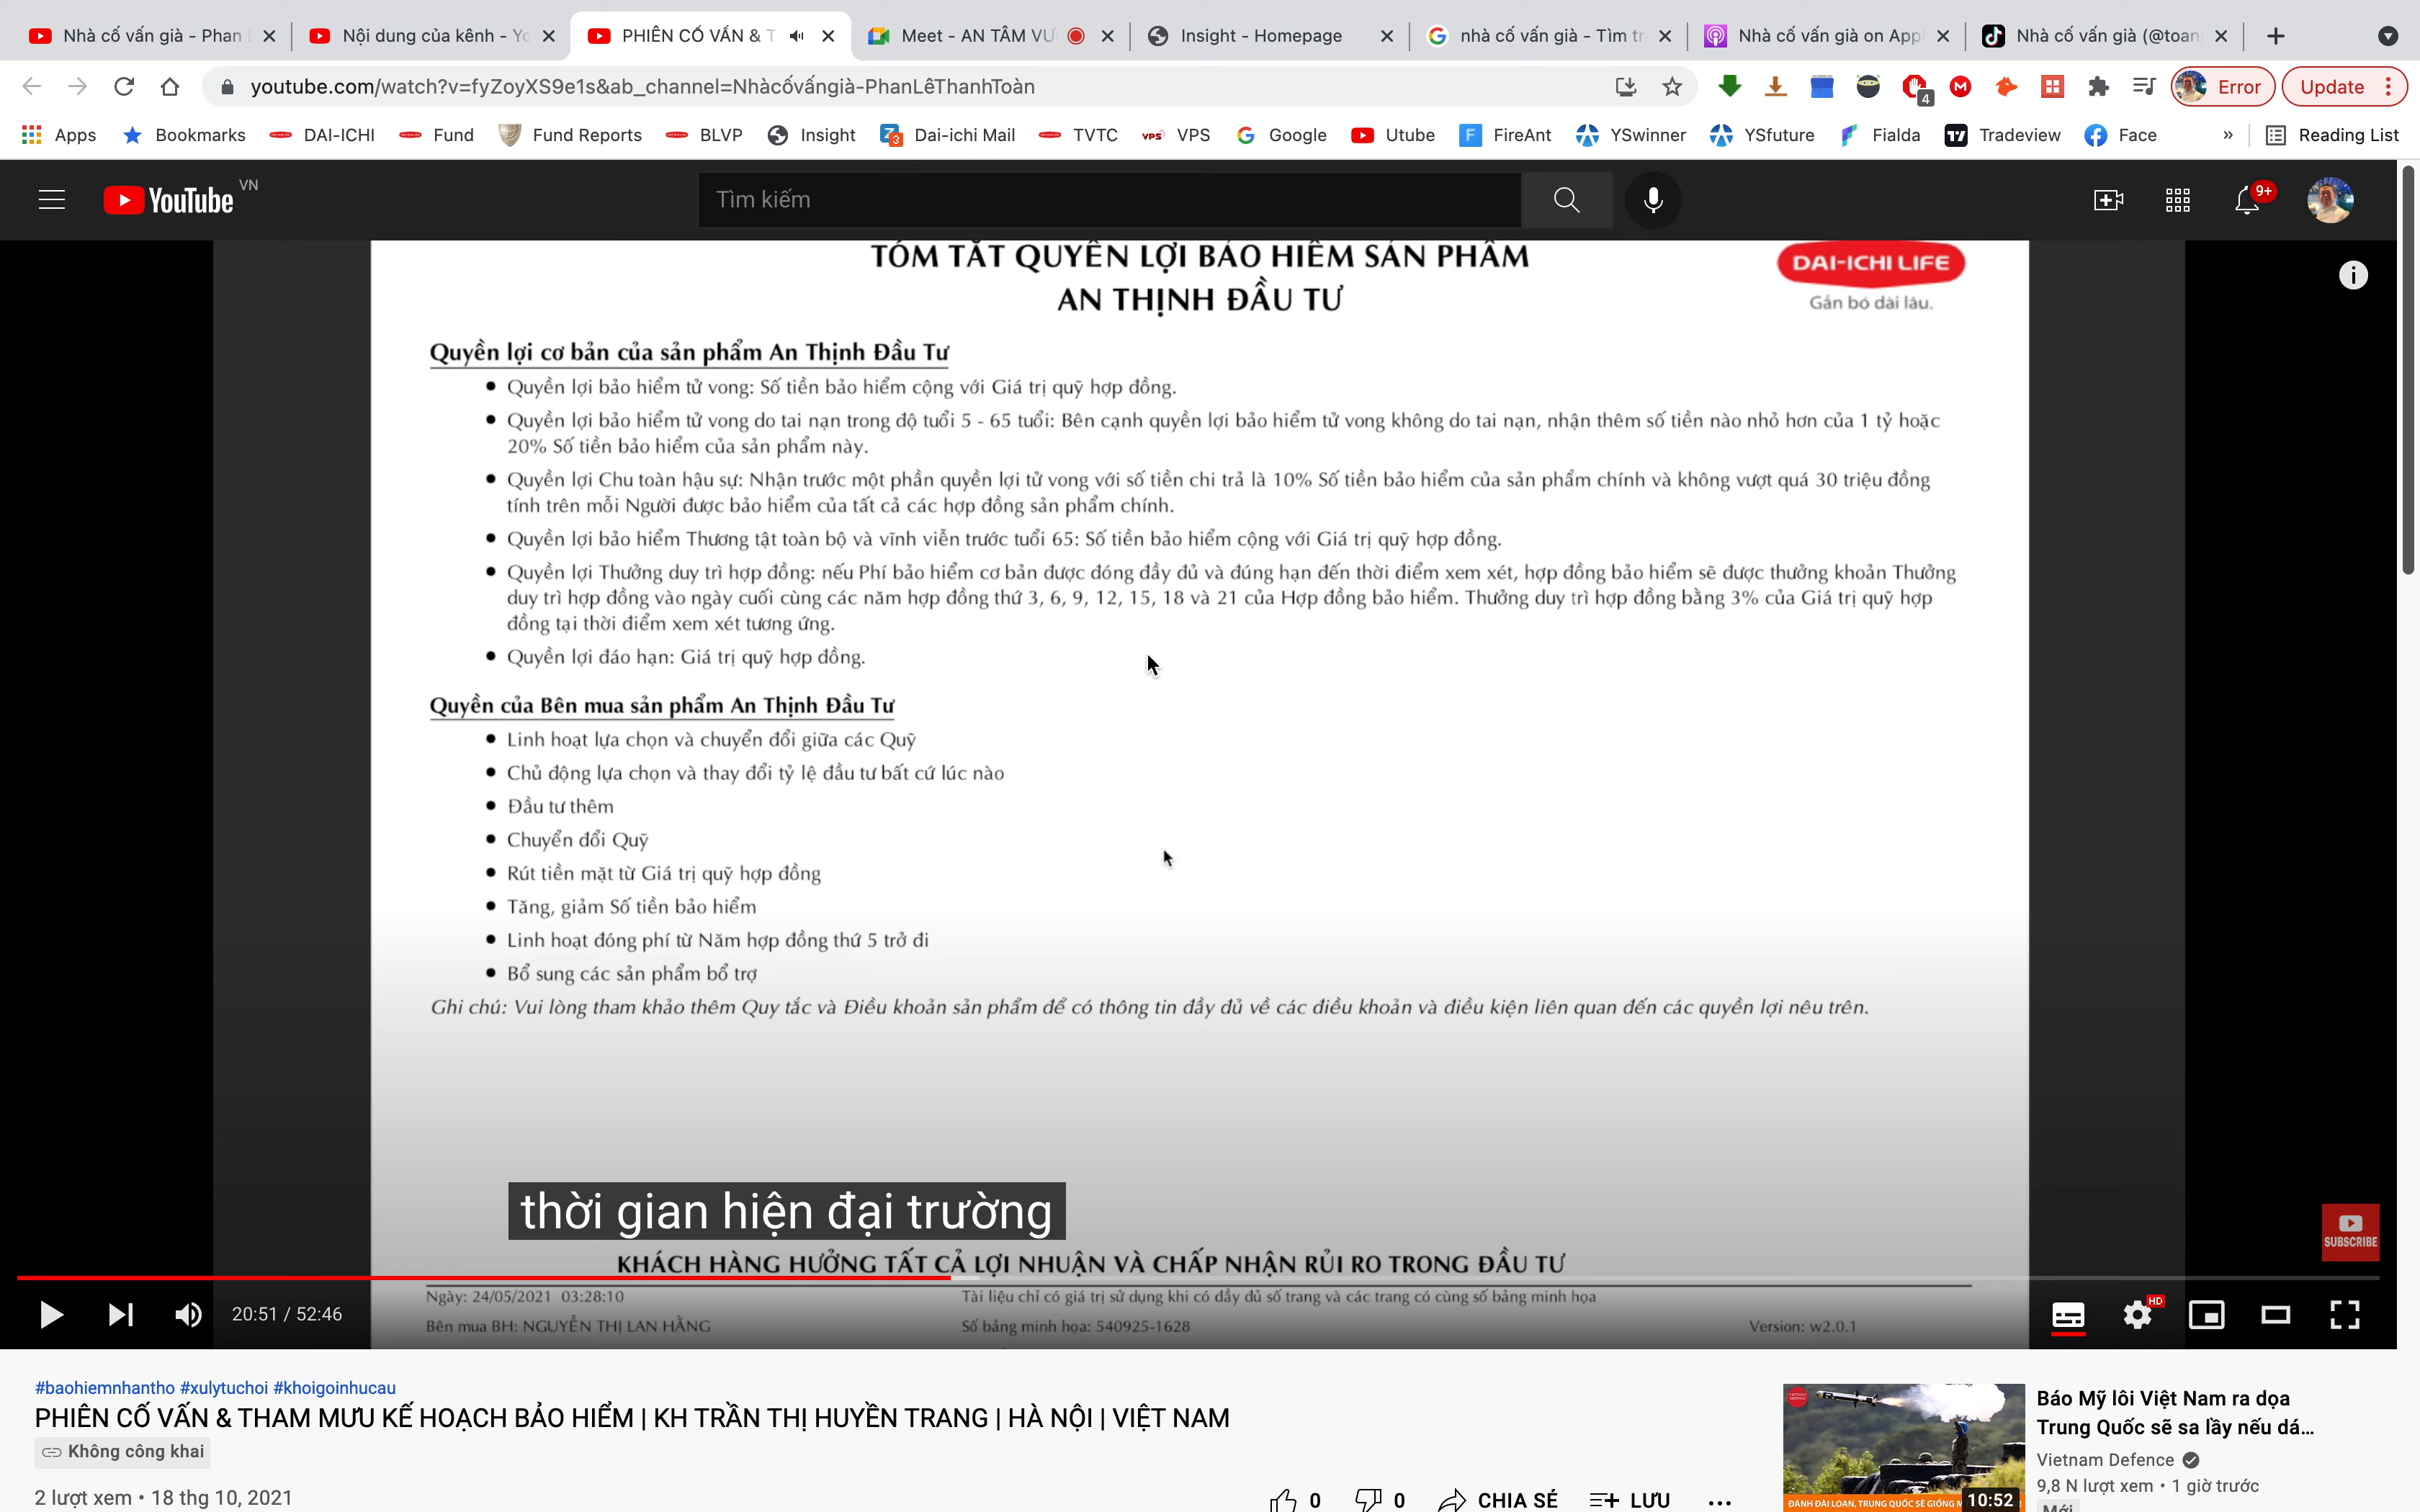 Nhà cố vấn già - Phan
Nội dung của kênh - Yo
PHIÊN CỐ VẤN & T
Meet - AN TÂM VƯ
Insight - Homepage
nhà cố vấn già - Tìm tr
Nhà cố vấn già on App
Nhà cố vấn già (@toan
youtube.com/watch?v=fyZoyXS9e1s&ab_channel=Nhàcốvấngià-PhanLêThanhToàn
4
Error
Update
Apps
Bookmarks
DAI-ICHI
Fund
Fund Reports
BLVP
Insight
3
Dai-ichi Mail
TVTC
VPS
VPS
Google
Utube
FireAnt
YSwinner
YSfuture
Fialda
Tradeview
Face
»
Reading List
YouTube VN
Tìm kiếm
9+
TÓM TẮT QUYỀN LỢI BẢO HIỂM SẢN PHẨM
AN THỊNH ĐẦU TƯ
DAI-ICHI LIFE
Gắn bó dài lâu.
Quyền lợi cơ bản của sản phẩm An Thịnh Đầu Tư
• Quyền lợi bảo hiểm tử vong: Số tiền bảo hiểm cộng với Giá trị quỹ hợp đồng.
• Quyền lợi bảo hiểm tử vong do tai nạn trong độ tuổi 5 - 65 tuổi: Bên cạnh quyền lợi bảo hiểm tử vong không do tai nạn, nhận thêm số tiền nào nhỏ hơn của 1 tỷ hoặc
20% Số tiền bảo hiểm của sản phẩm này.
• Quyền lợi Chu toàn hậu sự: Nhận trước một phần quyền lợi tử vong với số tiền chi trả là 10% Số tiền bảo hiểm của sản phẩm chính và không vượt quá 30 triệu đồng
tính trên mỗi Người được bảo hiểm của tất cả các hợp đồng sản phẩm chính.
• Quyền lợi bảo hiểm Thương tật toàn bộ và vĩnh viễn trước tuổi 65: Số tiền bảo hiểm cộng với Giá trị quỹ hợp đồng.
• Quyền lợi Thưởng duy trì hợp đồng: nếu Phí bảo hiểm cơ bản được đóng đầy đủ và đúng hạn đến thời điểm xem xét, hợp đồng bảo hiểm sẽ được thưởng khoản Thưởng
duy trì hợp đồng vào ngày cuối cùng các năm hợp đồng thứ 3, 6, 9, 12, 15, 18 và 21 của Hợp đồng bảo hiểm. Thưởng duy trì hợp đồng bằng 3% của Giá trị quỹ hợp
đồng tại thời điểm xem xét tương ứng.
• Quyền lợi đáo hạn: Giá trị quỹ hợp đồng.
Quyền của Bên mua sản phẩm An Thịnh Đầu Tư
• Linh hoạt lựa chọn và chuyển đổi giữa các Quỹ
• Chủ động lựa chọn và thay đổi tỷ lệ đầu tư bất cứ lúc nào
• Đầu tư thêm
• Chuyển đổi Quỹ
• Rút tiền mặt từ Giá trị quỹ hợp đồng
• Tăng, giảm Số tiền bảo hiểm
• Linh hoạt đóng phí từ Năm hợp đồng thứ 5 trở đi
• Bổ sung các sản phẩm bổ trợ
Ghi chú: Vui lòng tham khảo thêm Quy tắc và Điều khoản sản phẩm để có thông tin đầy đủ về các điều khoản và điều kiện liên quan đến các quyền lợi nêu trên.
thời gian hiện đại trường
SUBSCRIBE
KHÁCH HÀNG HƯỞNG TẤT CẢ LỢI NHUẬN VÀ CHẤP NHẬN RỦI RO TRONG ĐẦU TƯ
Ngày: 24/05/2021 03:28:10
Tài liệu chỉ có giá trị sử dụng khi có đầy đủ số trang và các trang có cùng số bảng minh họa
Bên mua BH: NGUYỄN THỊ LAN HẰNG
Số bảng minh họa: 540925-1628
Version: w2.0.1
20:51 / 52:46
HD
#baohiemnhantho #xulytuchoi #khoigoinhucau
PHIÊN CỐ VẤN & THAM MƯU KẾ HOẠCH BẢO HIỂM | KH TRẦN THỊ HUYỀN TRANG | HÀ NỘI | VIỆT NAM
Không công khai
2 lượt xem • 18 thg 10, 2021
0
0
CHIA SẺ
LƯU
Báo Mỹ lôi Việt Nam ra dọa
Trung Quốc sẽ sa lầy nếu dá...
Vietnam Defence
9,8 N lượt xem • 1 giờ trước
Mới
ĐÁNH ĐÀI LOAN, TRUNG QUỐC SẼ GIỐNG M
10:52